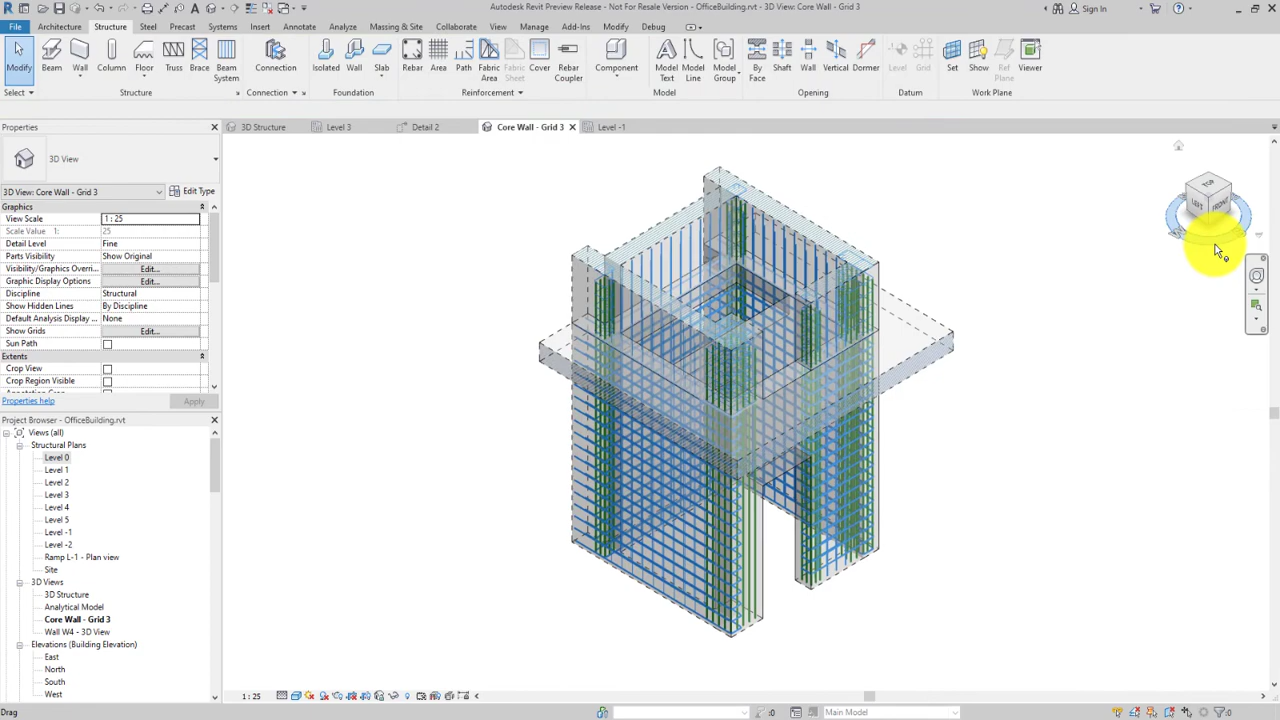 Autodesk Revit Preview Release - Not For Resale Version - OfficeBuilding.rvt - 3D View: Core Wall - Grid 3
Sign In
File Architecture Structure Steel Precast Systems Insert Annotate Analyze Massing & Site Collaborate View Manage Add-Ins Modify Debug
Modify Beam Wall Column Floor Truss Brace Beam System Connection Isolated Wall Slab Rebar Area Path Fabric Area Fabric Sheet Cover Rebar Coupler Component Model Text Model Line Model Group By Face Shaft Wall Vertical Dormer Level Grid Set Show Ref Plane Viewer
Select Structure Connection Foundation Reinforcement Model Opening Datum Work Plane
Properties
3D Structure Level 3 Detail 2 Core Wall - Grid 3 Level -1
3D View
3D View: Core Wall - Grid 3 Edit Type
Graphics
View Scale 1 : 25
Scale Value 1: 25
Detail Level Fine
Parts Visibility Show Original
Visibility/Graphics Overri... Edit...
Graphic Display Options Edit...
Discipline Structural
Show Hidden Lines By Discipline
Default Analysis Display ... None
Show Grids Edit...
Sun Path
Extents
Crop View
Crop Region Visible
Properties help Apply
Project Browser - OfficeBuilding.rvt
Views (all)
Structural Plans
Level 0
Level 1
Level 2
Level 3
Level 4
Level 5
Level -1
Level -2
Ramp L-1 - Plan view
Site
3D Views
3D Structure
Analytical Model
Core Wall - Grid 3
Wall W4 - 3D View
Elevations (Building Elevation)
East
North
South
West
TOP
LEFT FRONT
1 : 25
Drag :0 Main Model :0